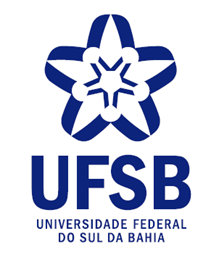 UFSB
UNIVERSIDADE FEDERAL
DO SUL DA BAHIA